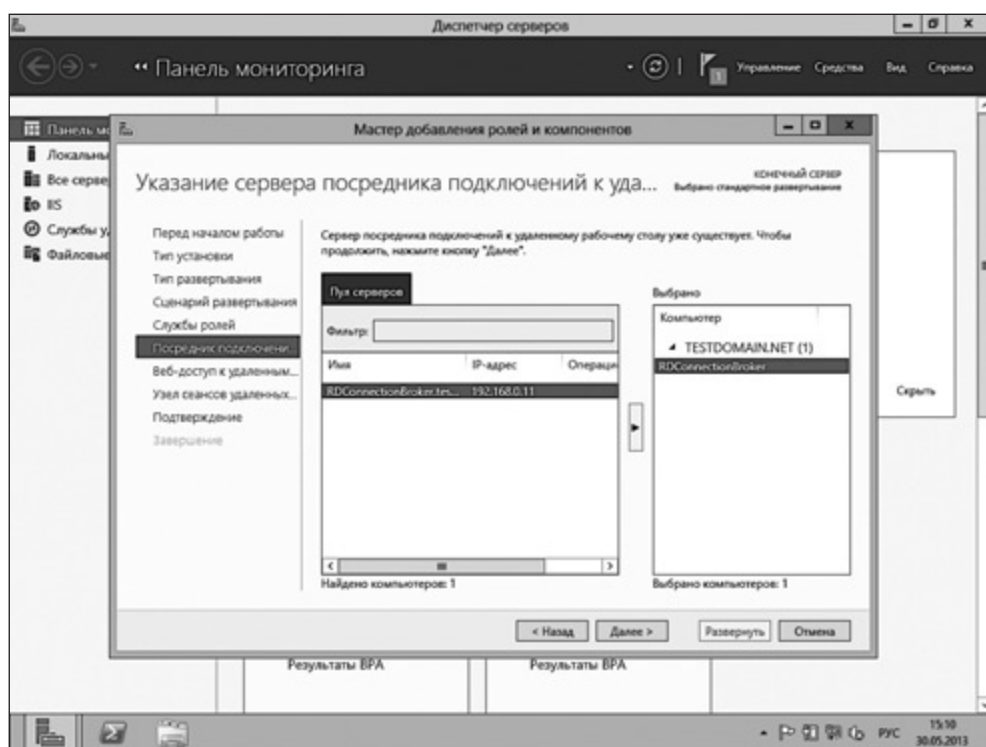 Диспетчер серверов
Панель мониторинга
1
Управление Средства Вид Справка
Панель мо
Локальны
Все серве
IIS
Службы у
Файловые
Мастер добавления ролей и компонентов
Указание сервера посредника подключений к уда...
КОНЕЧНЫЙ СЕРВЕР
Выбрано стандартное развертывание
Перед началом работы
Тип установки
Тип развертывания
Сценарий развертывания
Службы ролей
Посредник подключени...
Веб-доступ к удаленным...
Узел сеансов удаленных...
Подтверждение
Завершение
Сервер посредника подключений к удаленному рабочему столу уже существует. Чтобы
продолжить, нажмите кнопку "Далее".
Пул серверов
Фильтр:
Имя IP-адрес Операци
RDConnectionBroker.tes... 192.168.0.11
Найдено компьютеров: 1
Выбрано
Компьютер
TESTDOMAIN.NET (1)
RDConnectionBroker
Выбрано компьютеров: 1
Скрыть
< Назад Далее > Развернуть Отмена
Результаты BPA Результаты BPA
РУС
15:10
30.05.2013